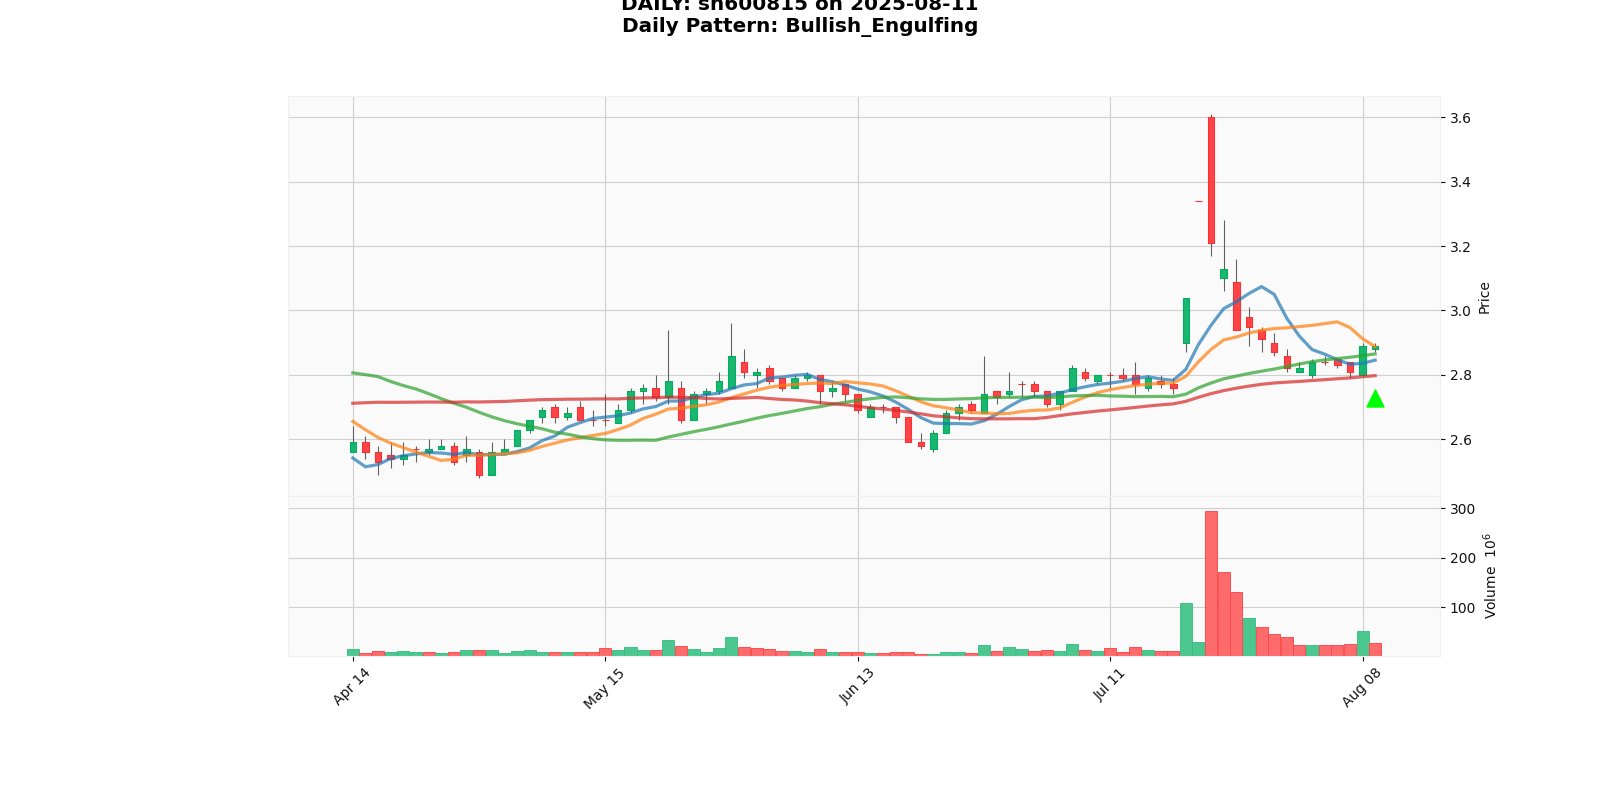 DAILY: sh600815 on 2025-08-11
Daily Pattern: Bullish_Engulfing
3.6
3.4
3.2
3.0
2.8
2.6
Price
300
200
100
Volume 10⁶
Apr 14
May 15
Jun 13
Jul 11
Aug 08